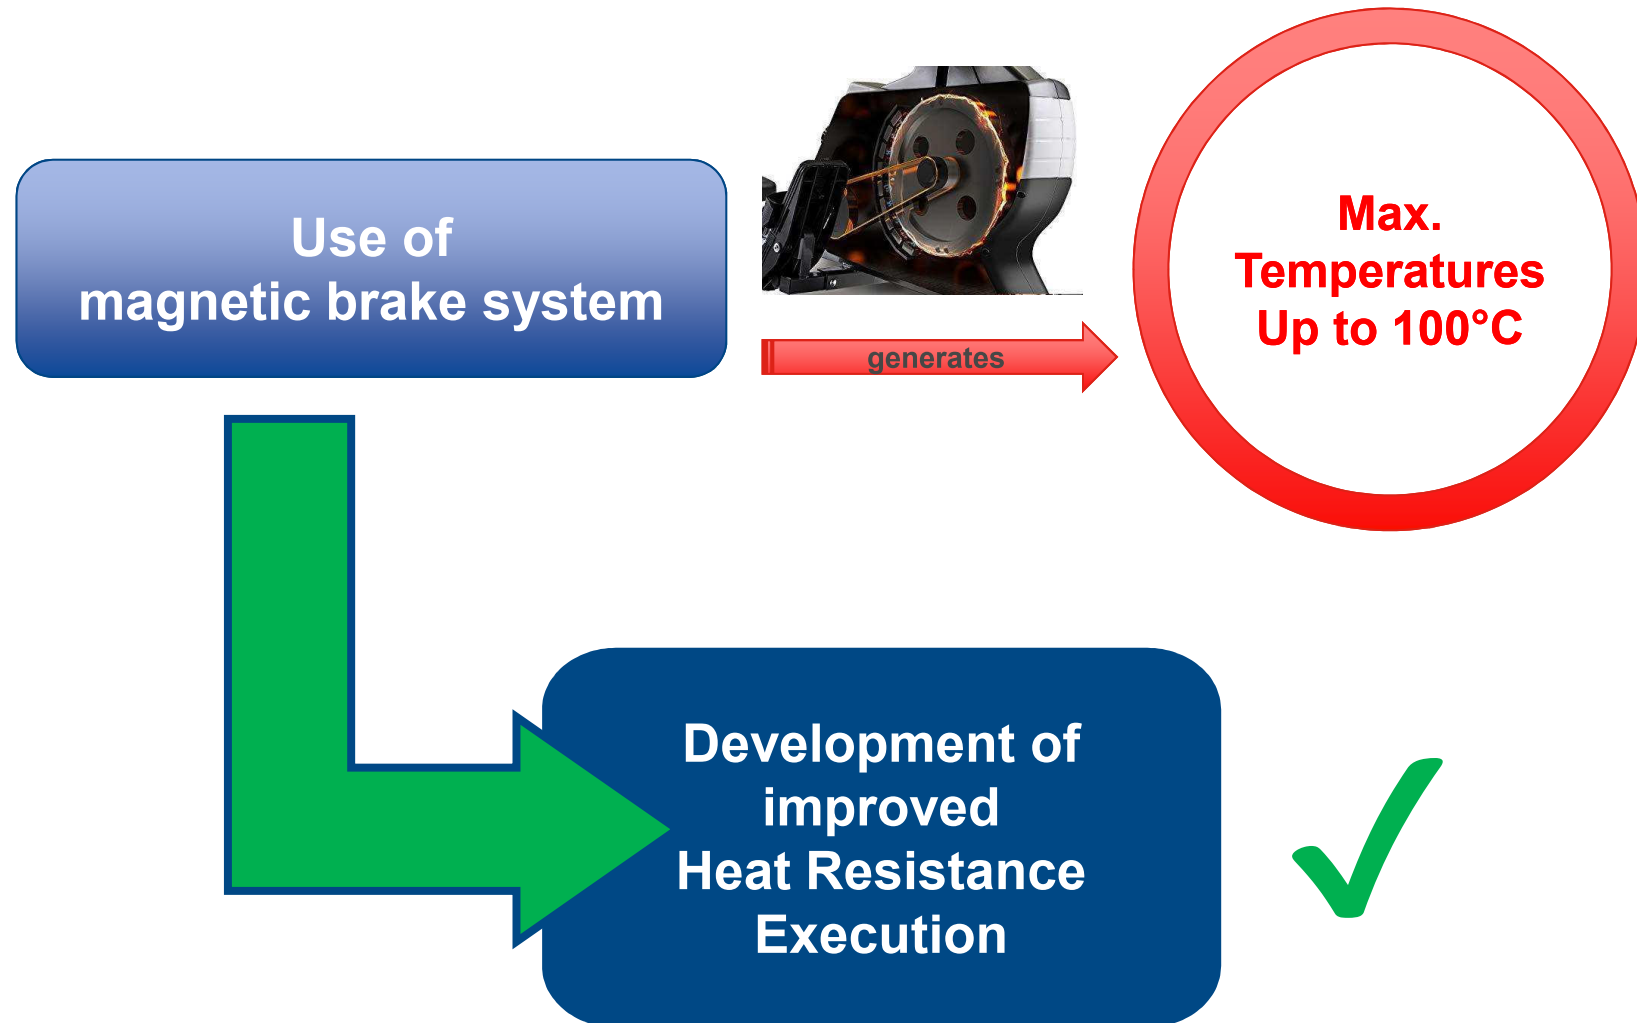 Use of
magnetic brake system
generates
Max.
Temperatures
Up to 100°C
Development of
improved
Heat Resistance
Execution